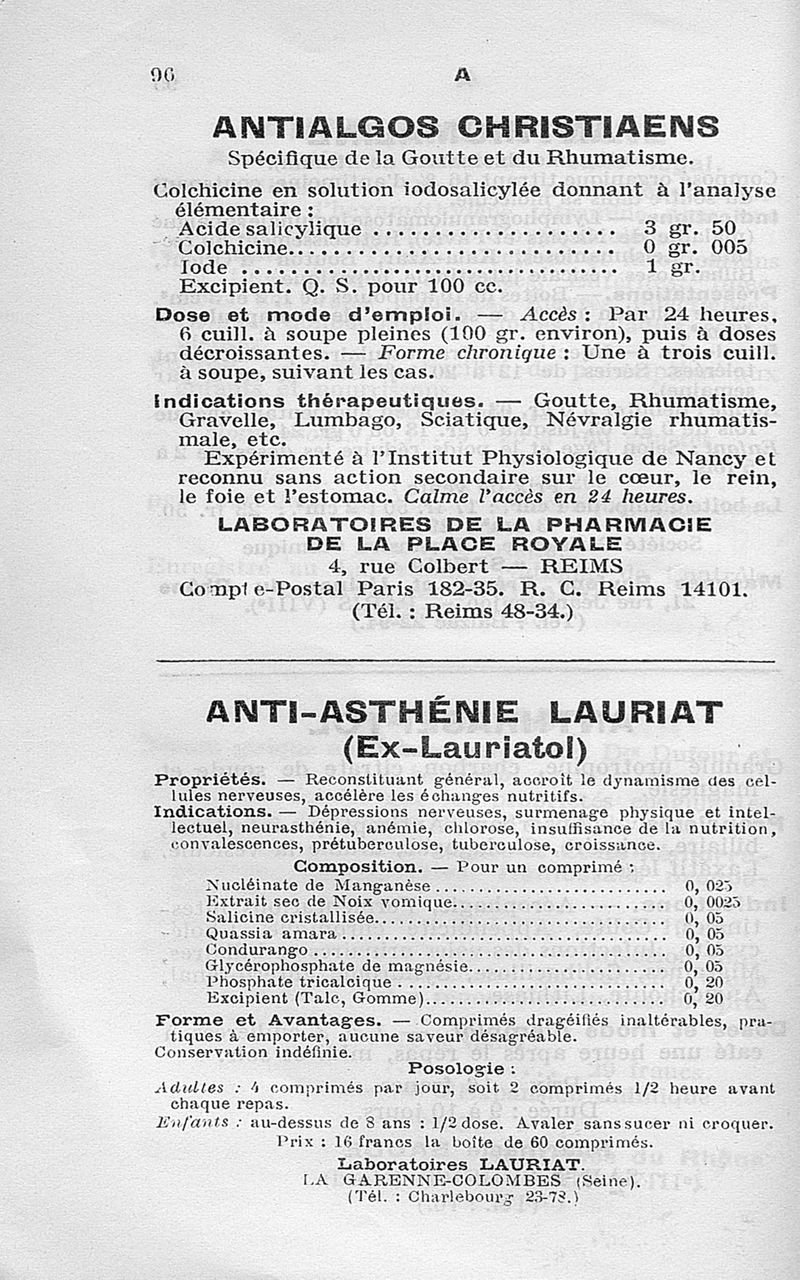 96
A
ANTIALGOS CHRISTIAENS
Spécifique de la Goutte et du Rhumatisme.
Colchicine en solution iodosalicylée donnant à l'analyse
élémentaire :
Acide salicylique .................... 3 gr. 50
Colchicine.............................. 0 gr. 005
Iode .................................... 1 gr.
Excipient. Q. S. pour 100 cc.
Dose et mode d'emploi. — Accès : Par 24 heures,
6 cuill. à soupe pleines (100 gr. environ), puis à doses
décroissantes. — Forme chronique : Une à trois cuill.
à soupe, suivant les cas.
Indications thérapeutiques. — Goutte, Rhumatisme,
Gravelle, Lumbago, Sciatique, Névralgie rhumatis-
male, etc.
Expérimenté à l'Institut Physiologique de Nancy et
reconnu sans action secondaire sur le cœur, le rein,
le foie et l'estomac. Calme l'accès en 24 heures.
LABORATOIRES DE LA PHARMACIE
DE LA PLACE ROYALE
4, rue Colbert — REIMS
Compte-Postal Paris 182-35. R. C. Reims 14101.
(Tél. : Reims 48-34.)
ANTI-ASTHÉNIE LAURIAT
(Ex-Lauriatol)
Propriétés. — Reconstituant général, accroît le dynamisme des cel-
lules nerveuses, accélère les échanges nutritifs.
Indications. — Dépressions nerveuses, surmenage physique et intel-
lectuel, neurasthénie, anémie, chlorose, insuffisance de la nutrition,
convalescences, prétuberculose, tuberculose, croissance.
Composition. — Pour un comprimé :
Nucléinate de Manganèse ........................... 0, 025
Extrait sec de Noix vomique......................... 0, 0025
Salicine cristallisée.................................. 0, 05
Quassia amara ....................................... 0, 05
Condurango .......................................... 0, 05
Glycérophosphate de magnésie....................... 0, 05
Phosphate tricalcique ............................... 0, 20
Excipient (Talc, Gomme)............................ 0, 20
Forme et Avantages. — Comprimés dragéifiés inaltérables, pra-
tiques à emporter, aucune saveur désagréable.
Conservation indéfinie.
Posologie :
Adultes : 4 comprimés par jour, soit 2 comprimés 1/2 heure avant
chaque repas.
Enfants : au-dessus de 8 ans : 1/2 dose. Avaler sans sucer ni croquer.
Prix : 16 francs la boîte de 60 comprimés.
Laboratoires LAURIAT.
LA GARENNE-COLOMBES (Seine).
(Tél. : Charlebourg 23-78.)